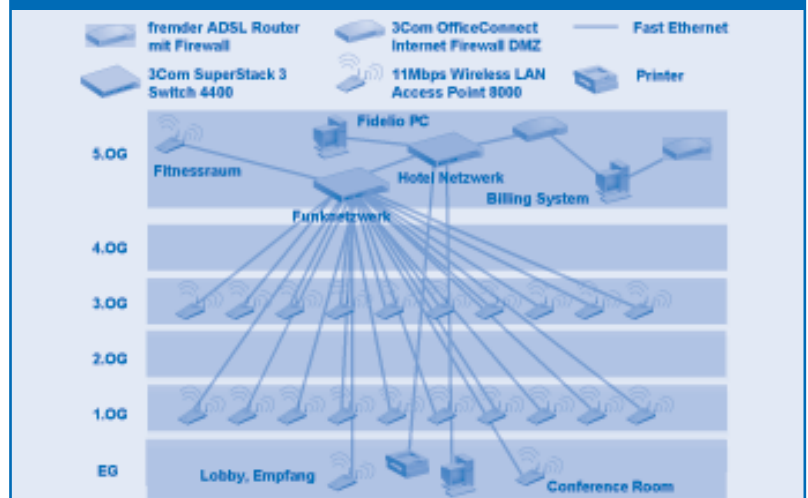 fremder ADSL Router
mit Firewall
3Com OfficeConnect
Internet Firewall DMZ
Fast Ethernet
3Com SuperStack 3
Switch 4400
11Mbps Wireless LAN
Access Point 8000
Printer
5.OG
Fidelio PC
Fitnessraum
Hotel Netzwerk
Billing System
Funknetzwerk
4.OG
3.OG
2.OG
1.OG
EG
Lobby, Empfang
Conference Room